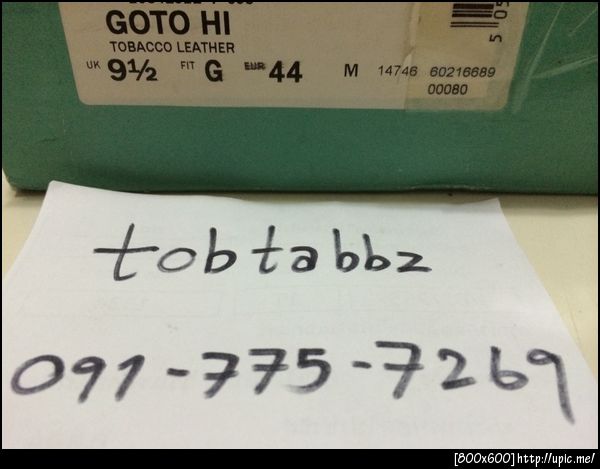 GOTO HI
TOBACCO LEATHER
UK 9½ FIT G EUR 44 M 14746 60216689
00080
tobtabbz
091-775-7269
[800x600]http://upic.me/